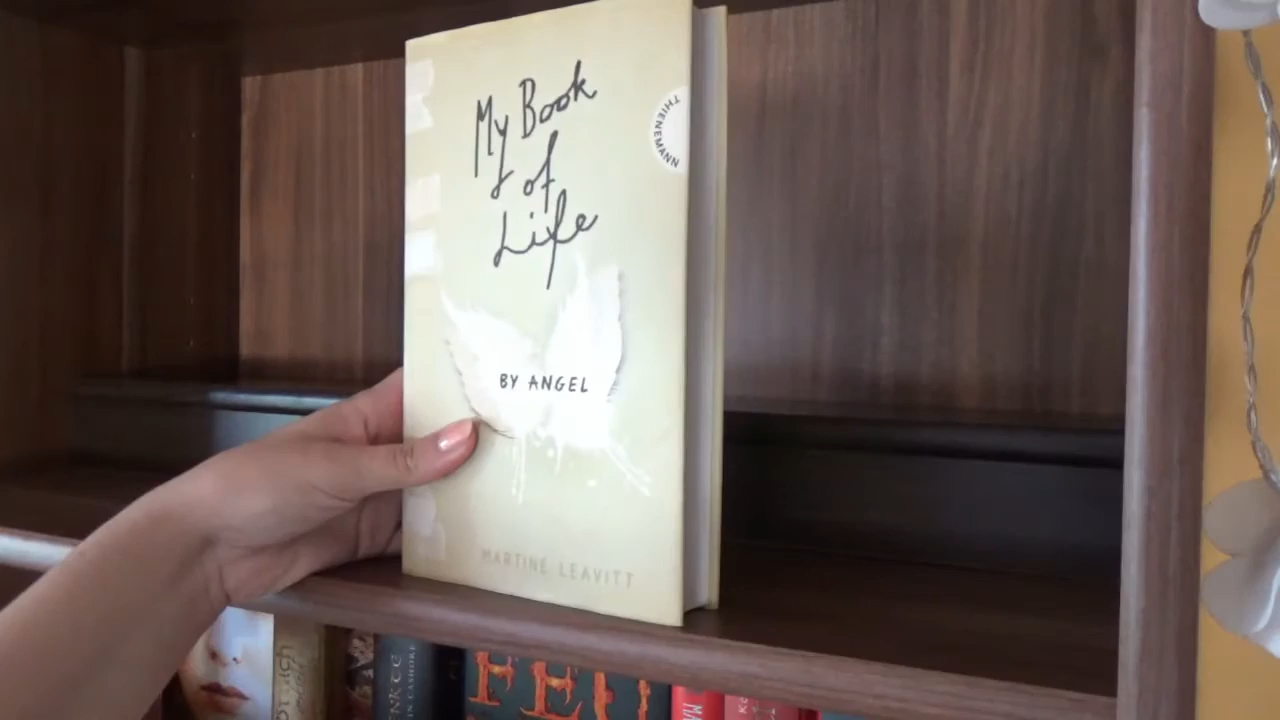 My Book
of
Life
THIENEMANN
BY ANGEL
MARTINE LEAVITT